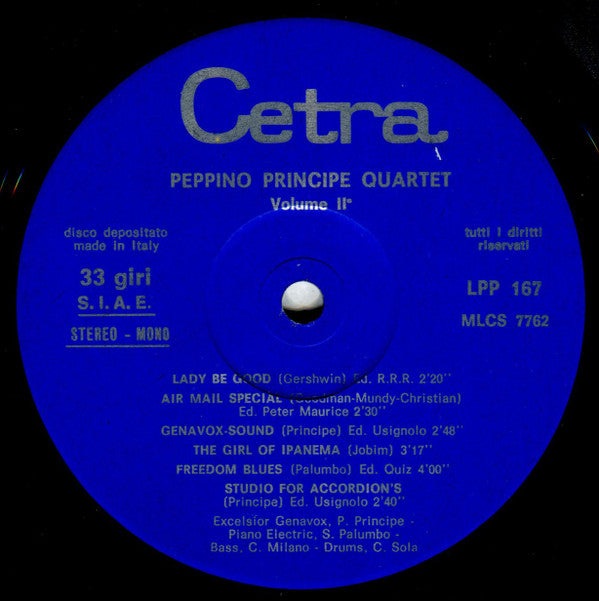 Cetra
PEPPINO PRINCIPE QUARTET
Volume II°
disco depositato
made in Italy
tutti i diritti
riservati
33 giri
S. I. A. E.
STEREO - MONO
LPP 167
MLCS 7762
LADY BE GOOD (Gershwin) Ed. R.R.R. 2'20''
AIR MAIL SPECIAL (Goodman-Mundy-Christian)
Ed. Peter Maurice 2'30''
GENAVOX-SOUND (Principe) Ed. Usignolo 2'48''
THE GIRL OF IPANEMA (Jobim) 3'17''
FREEDOM BLUES (Palumbo) Ed. Quiz 4'00''
STUDIO FOR ACCORDION'S
(Principe) Ed. Usignolo 2'40''
Excelsior Genavox, P. Principe -
Piano Electric, S. Palumbo -
Bass, C. Milano - Drums, C. Sola